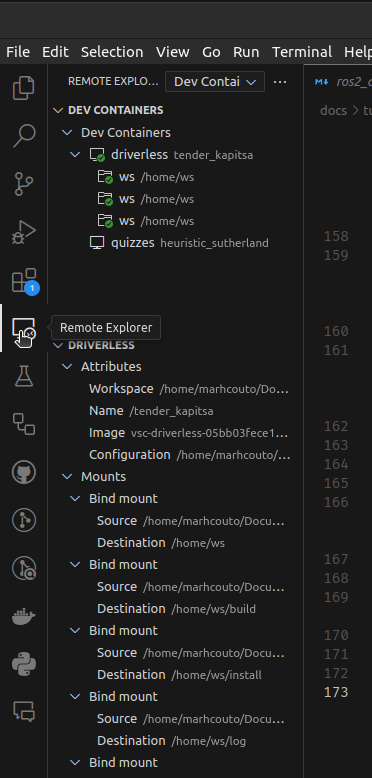 File Edit Selection View Go Run Terminal Help
REMOTE EXPLO... Dev Contai ...
ros2_c
DEV CONTAINERS
docs > tu
Dev Containers
driverless tender_kapitsa
ws /home/ws
ws /home/ws
ws /home/ws
158
quizzes heuristic_sutherland
159
1
Remote Explorer
160
DRIVERLESS
161
Attributes
Workspace /home/marhcouto/Do...
Name /tender_kapitsa
162
Image vsc-driverless-05bb03fece1...
163
Configuration /home/marhcouto/...
164
Mounts
165
Bind mount
166
Source /home/marhcouto/Docu...
Destination /home/ws
167
Bind mount
168
Source /home/marhcouto/Docu...
169
Destination /home/ws/build
170
Bind mount
171
Source /home/marhcouto/Docu...
172
Destination /home/ws/install
173
Bind mount
Source /home/marhcouto/Docu...
Destination /home/ws/log
Bind mount